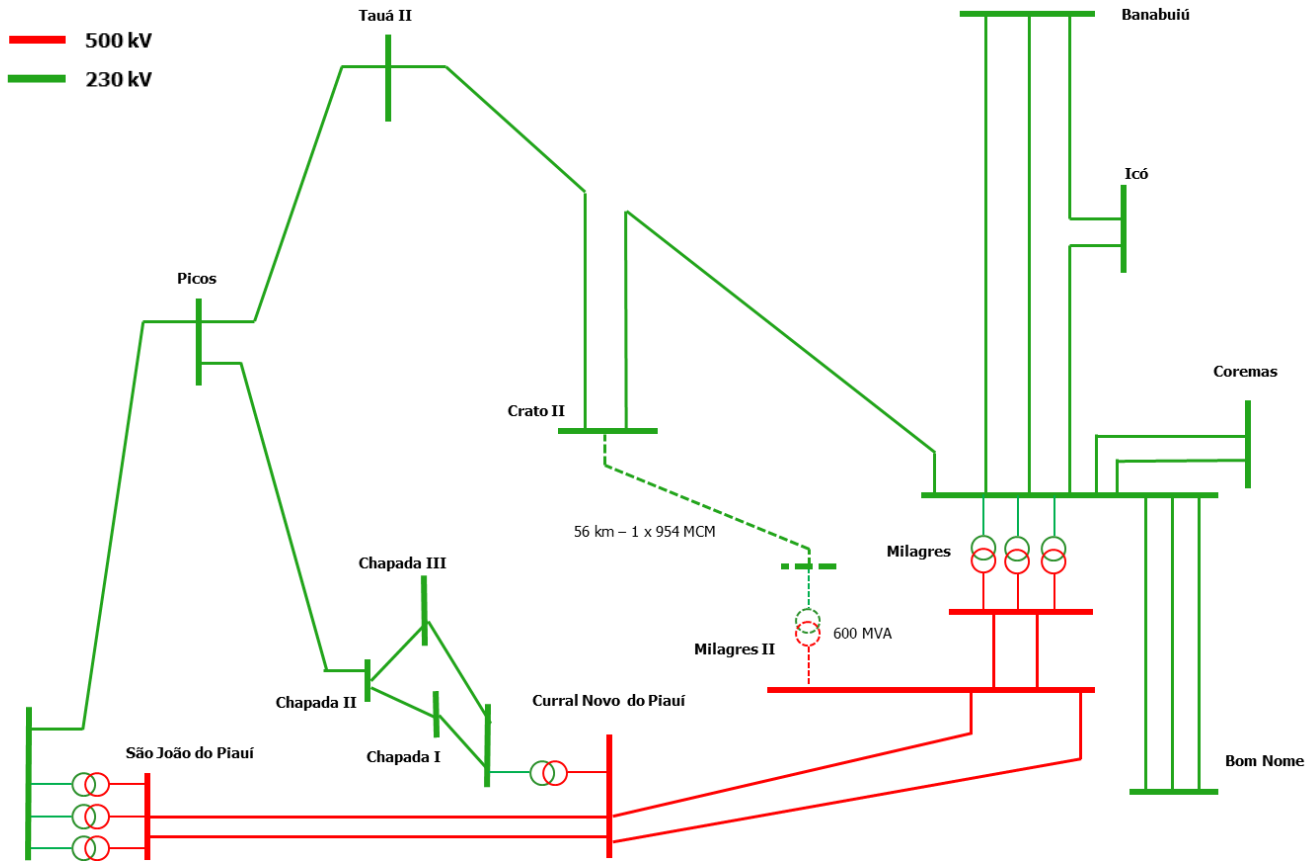 Tauá II
Banabuiú
500 kV
230 kV
Icó
Picos
Coremas
Crato II
56 km – 1 x 954 MCM
Milagres
Chapada III
600 MVA
Milagres II
Chapada II
Curral Novo do Piauí
São João do Piauí
Chapada I
Bom Nome